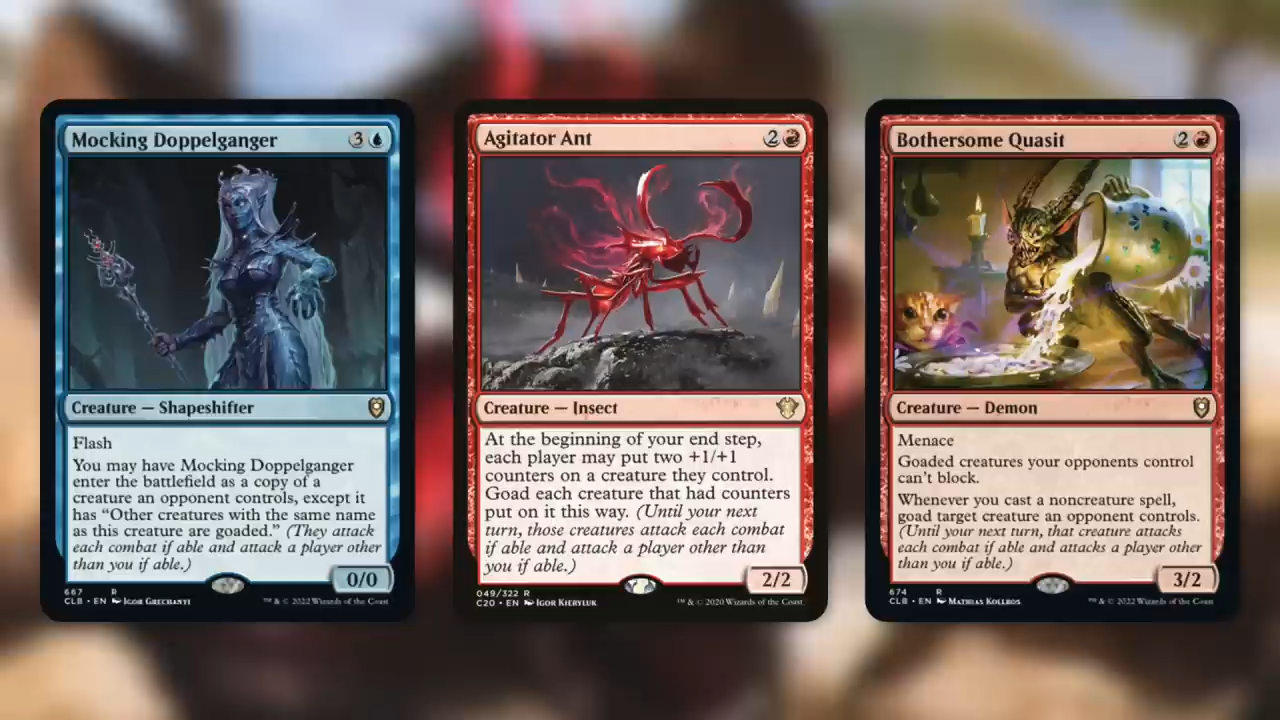 Mocking Doppelganger 3
Creature — Shapeshifter
Flash
You may have Mocking Doppelganger
enter the battlefield as a copy of a
creature an opponent controls, except it
has “Other creatures with the same name
as this creature are goaded.” (They attack
each combat if able and attack a player other
than you if able.)
0/0
667 R
CLB • EN Igor Grechanyi ™ & © 2022 Wizards of the Coast
Agitator Ant 2
Creature — Insect
At the beginning of your end step,
each player may put two +1/+1
counters on a creature they control.
Goad each creature that had counters
put on it this way. (Until your next
turn, those creatures attack each combat
if able and attack a player other than
you if able.)
2/2
049/322 R
C20 • EN Igor Kieryluk ™ & © 2020 Wizards of the Coast
Bothersome Quasit 2
Creature — Demon
Menace
Goaded creatures your opponents control
can’t block.
Whenever you cast a noncreature spell,
goad target creature an opponent controls.
(Until your next turn, that creature attacks
each combat if able and attacks a player other
than you if able.)
3/2
674 R
CLB • EN Mathias Kollros ™ & © 2022 Wizards of the Coast